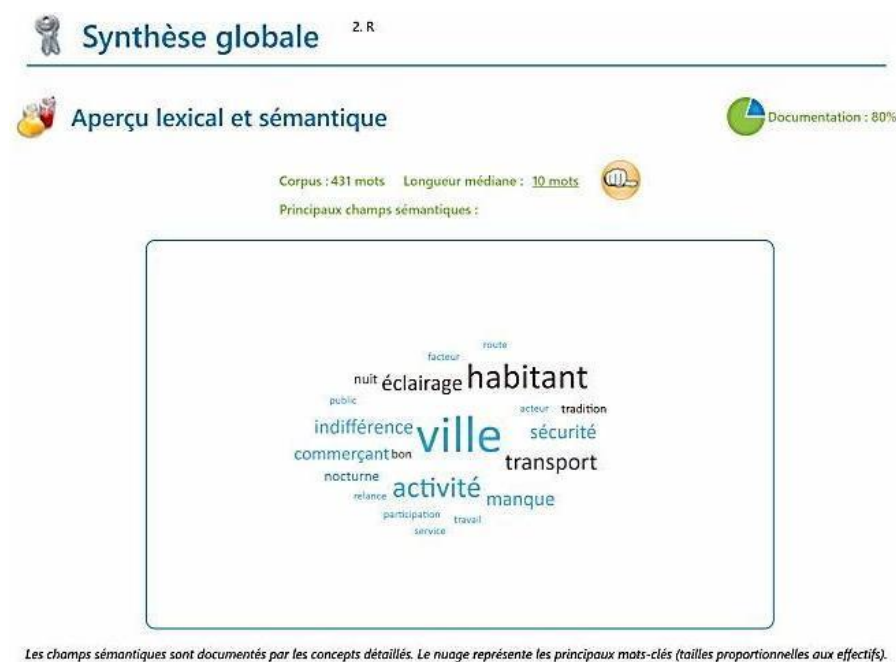 Synthèse globale 2. R
Aperçu lexical et sémantique
Documentation : 80%
Corpus : 431 mots Longueur médiane : 10 mots
Principaux champs sémantiques :
route
facteur
nuit éclairage habitant
public
acteur tradition
indifférence ville sécurité
commerçant bon
transport
nocturne
relance activité manque
participation travail
service
Les champs sémantiques sont documentés par les concepts détaillés. Le nuage représente les principaux mots-clés (tailles proportionnelles aux effectifs).